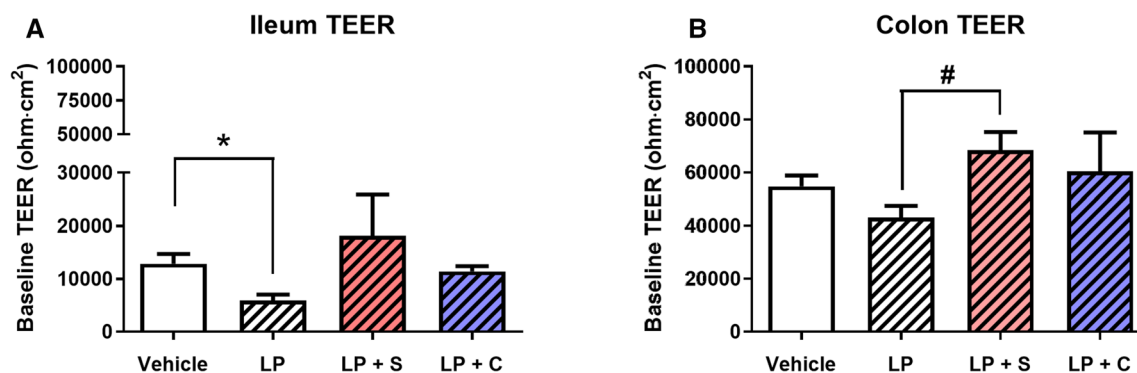 A
Ileum TEER
Baseline TEER (ohm·cm²)
100000
75000
50000
30000
20000
10000
0
*
Vehicle
LP
LP + S
LP + C
B
Colon TEER
Baseline TEER (ohm·cm²)
100000
80000
60000
40000
20000
0
#
Vehicle
LP
LP + S
LP + C